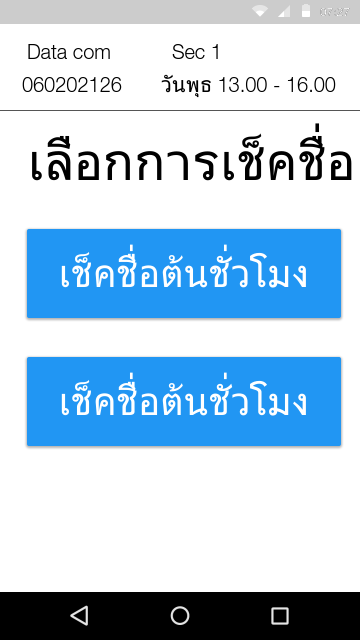 Data com Sec 1
060202126 วันพุธ 13.00 - 16.00
เลือกการเช็คชื่อ
เช็คชื่อต้นชั่วโมง
เช็คชื่อต้นชั่วโมง